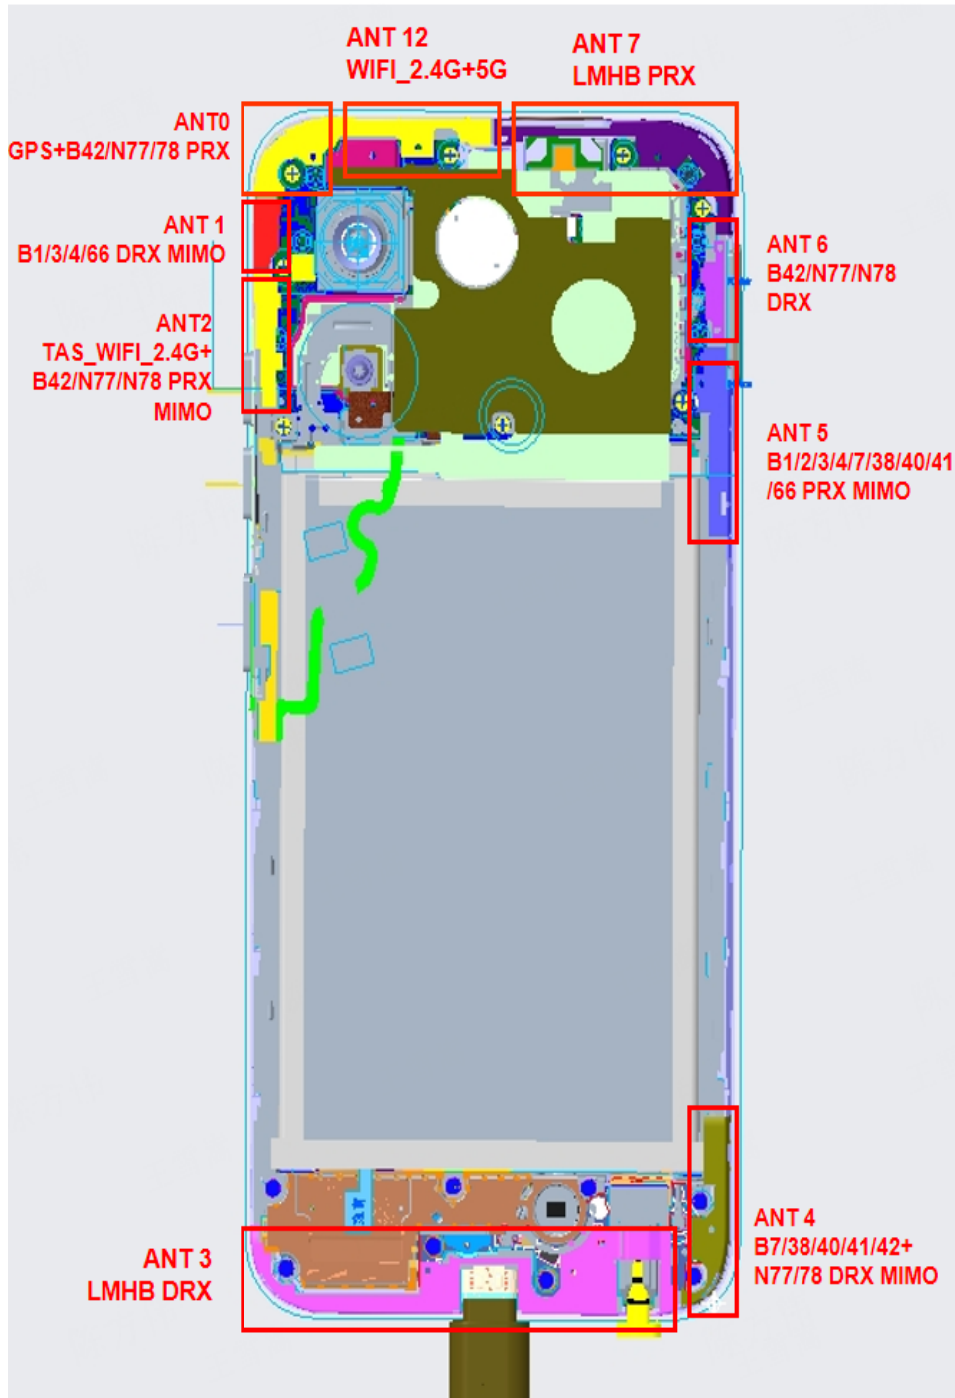 ANT 12
WIFI_2.4G+5G
ANT 7
LMHB PRX
ANT0
GPS+B42/N77/78 PRX
ANT 1
B1/3/4/66 DRX MIMO
ANT 6
B42/N77/N78
DRX
ANT2
TAS_WIFI_2.4G+
B42/N77/N78 PRX
MIMO
ANT 5
B1/2/3/4/7/38/40/41
/66 PRX MIMO
ANT 4
B7/38/40/41/42+
N77/78 DRX MIMO
ANT 3
LMHB DRX